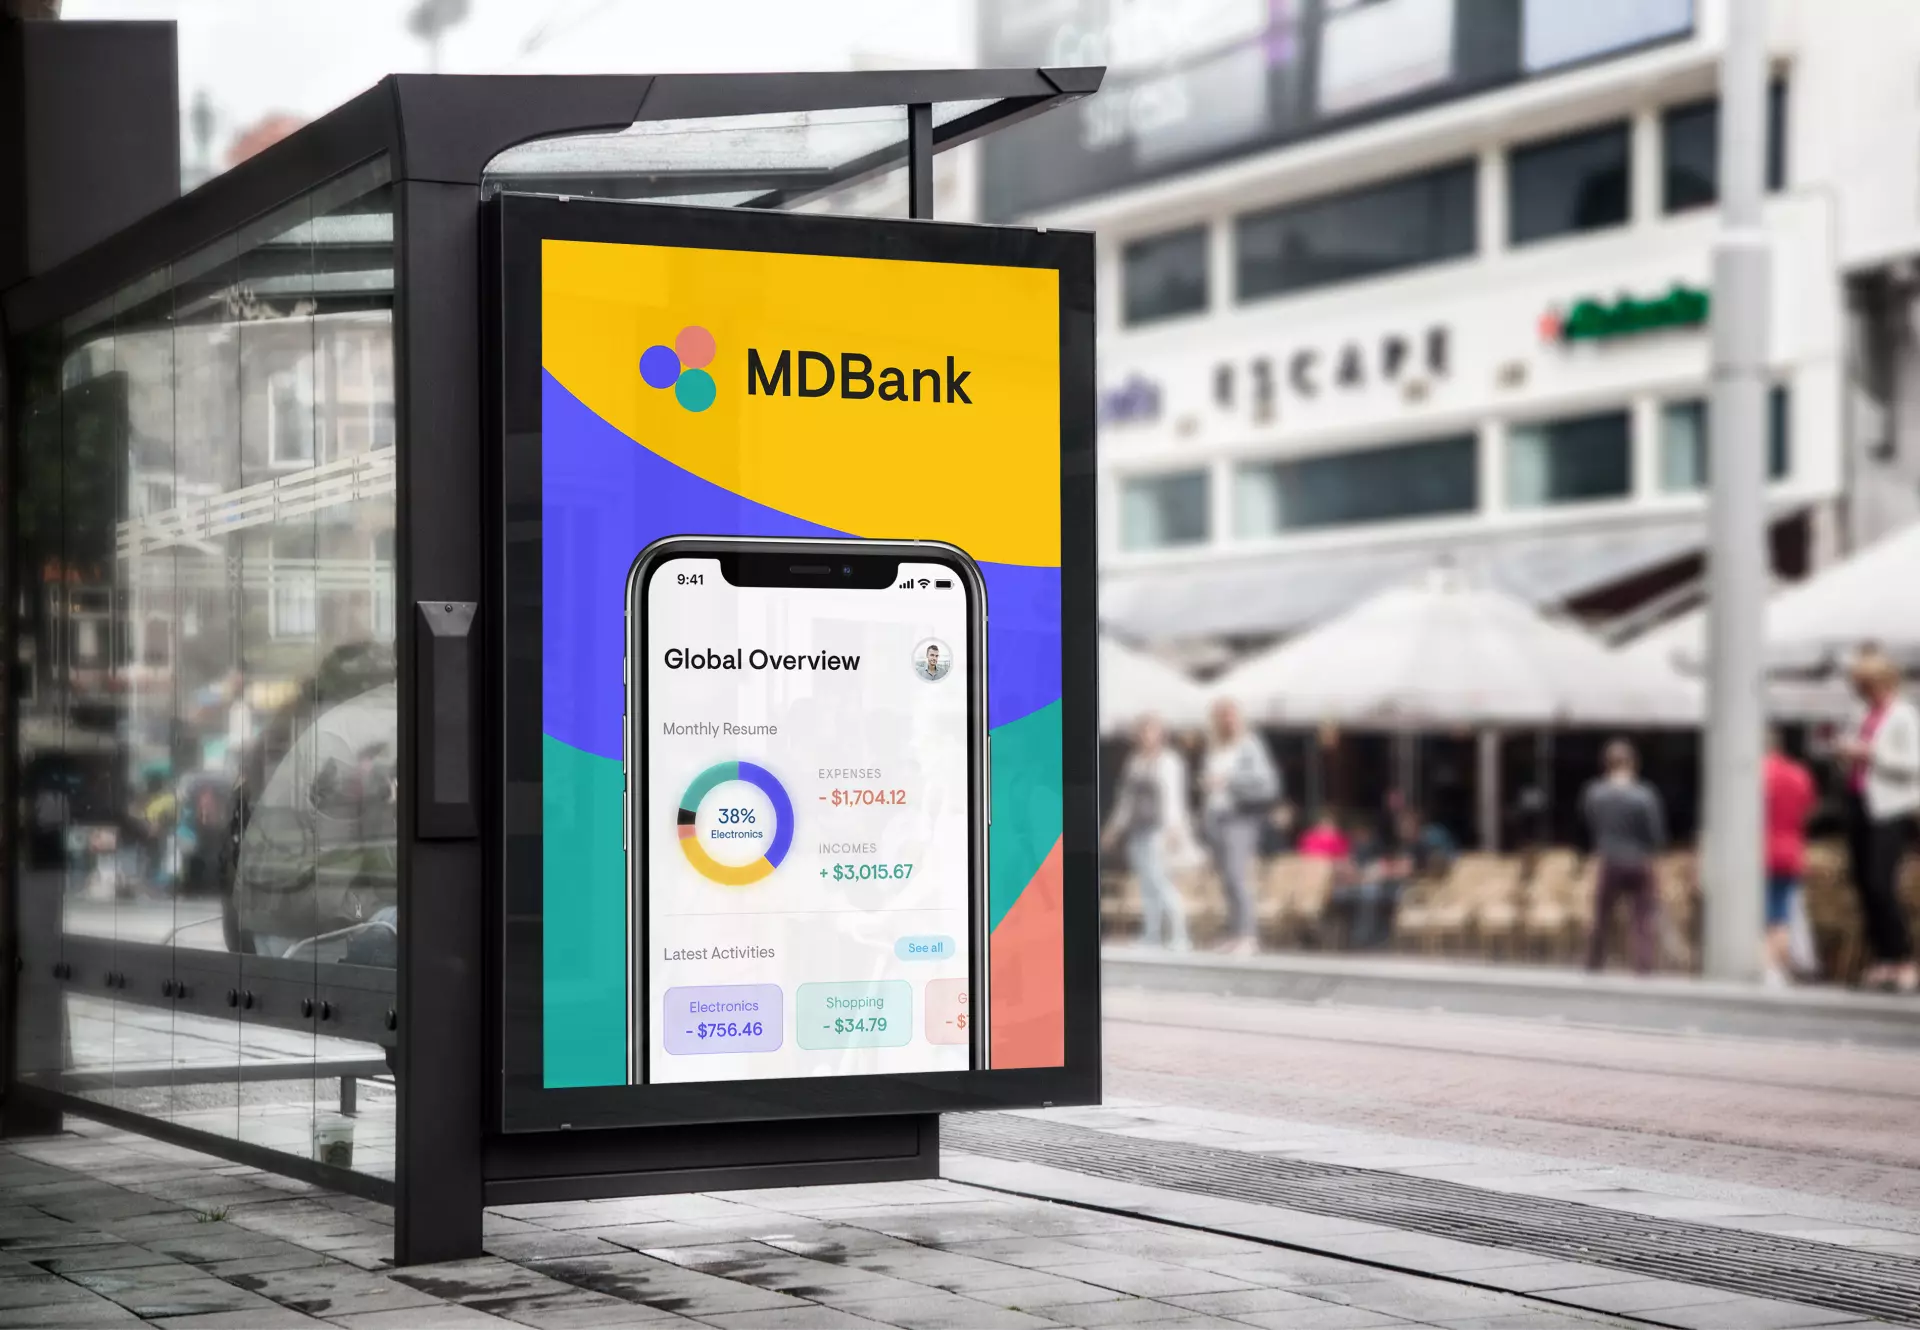 MDBank
9:41
Global Overview
Monthly Resume
38%
Electronics
EXPENSES
- $1,704.12
INCOMES
+ $3,015.67
Latest Activities
See all
Electronics
- $756.46
Shopping
- $34.79
ESCAPE